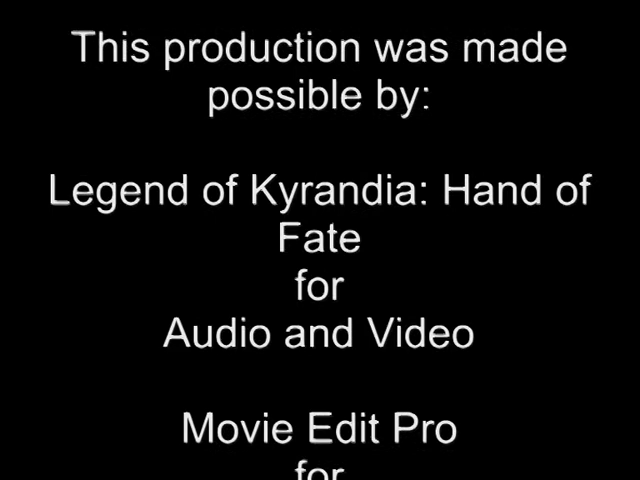 This production was made
possible by:
Legend of Kyrandia: Hand of
Fate
for
Audio and Video
Movie Edit Pro
for